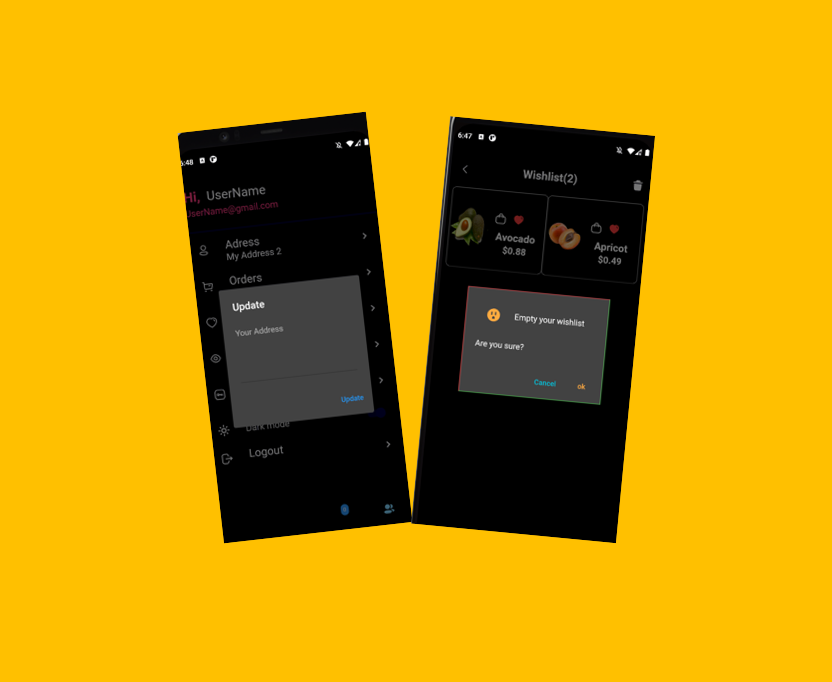 :48
Hi, UserName
UserName@gmail.com
Adress
My Address 2
Orders
Update
Your Address
Update
Dark mode
Logout
6:47
Wishlist(2)
Avocado
$0.88
Apricot
$0.49
Empty your wishlist
Are you sure?
Cancel
ok